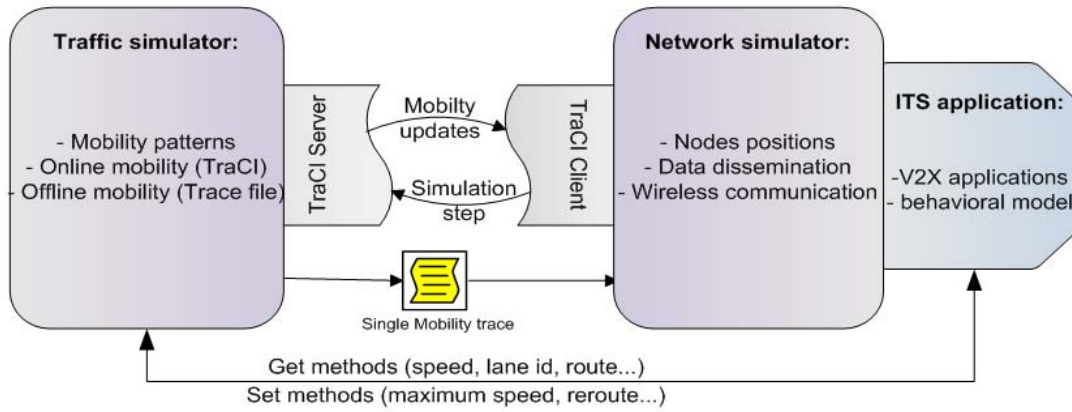 Traffic simulator:
- Mobility patterns
- Online mobility (TraCI)
- Offline mobility (Trace file)
TraCI Server
Mobilty
updates
Simulation
step
TraCI Client
Network simulator:
- Nodes positions
- Data dissemination
- Wireless communication
ITS application:
-V2X applications
- behavioral model
Single Mobility trace
Get methods (speed, lane id, route...)
Set methods (maximum speed, reroute...)